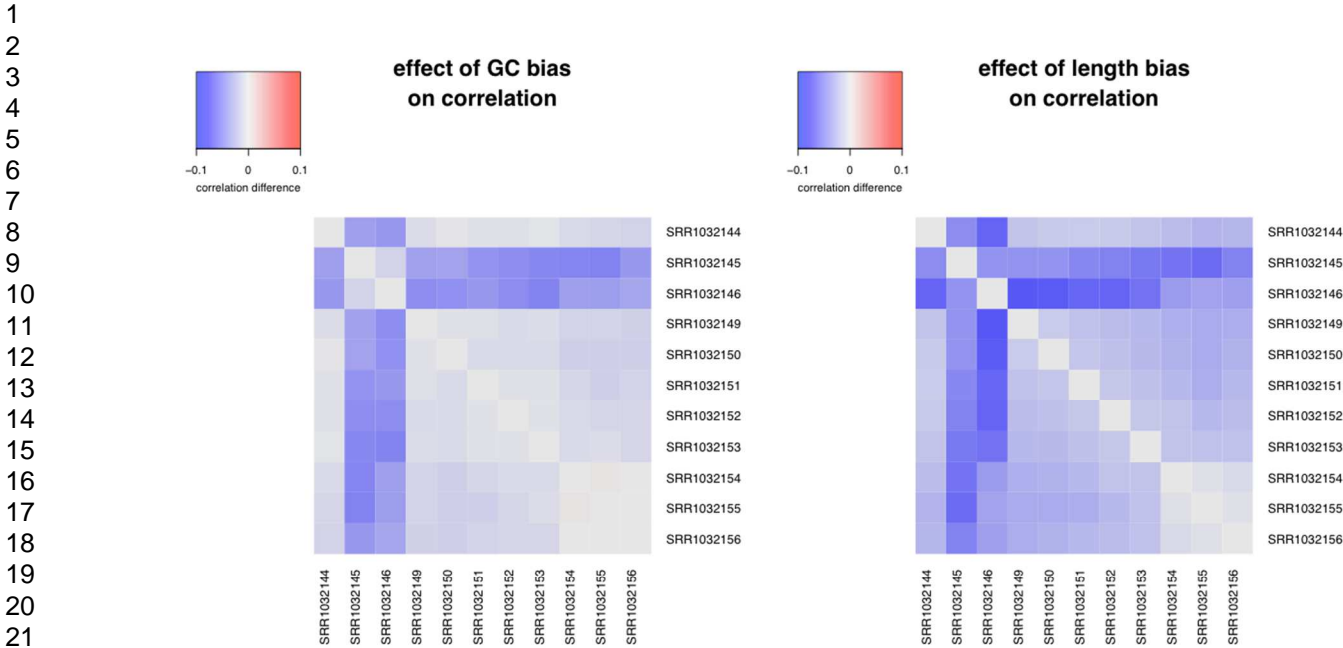 1
2
3
4
5
6
7
8
9
10
11
12
13
14
15
16
17
18
19
20
21
effect of GC bias
on correlation
−0.1 0 0.1
correlation difference
SRR1032144
SRR1032145
SRR1032146
SRR1032149
SRR1032150
SRR1032151
SRR1032152
SRR1032153
SRR1032154
SRR1032155
SRR1032156
SRR1032144
SRR1032145
SRR1032146
SRR1032149
SRR1032150
SRR1032151
SRR1032152
SRR1032153
SRR1032154
SRR1032155
SRR1032156
effect of length bias
on correlation
−0.1 0 0.1
correlation difference
SRR1032144
SRR1032145
SRR1032146
SRR1032149
SRR1032150
SRR1032151
SRR1032152
SRR1032153
SRR1032154
SRR1032155
SRR1032156
SRR1032144
SRR1032145
SRR1032146
SRR1032149
SRR1032150
SRR1032151
SRR1032152
SRR1032153
SRR1032154
SRR1032155
SRR1032156